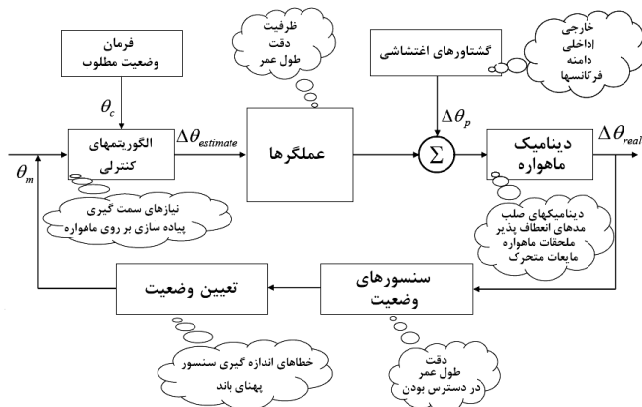 فرمان
وضعیت مطلوب
ظرفیت
دقت
طول عمر
گشتاورهای اغتشاشی
خارجی
داخلی
دامنه
فرکانسها
θc
Δθp
الگوریتمهای
کنترلی
Δθestimate
عملگرها
Σ
دینامیک
ماهواره
Δθreal
θm
نیازهای سمت گیری
پیاده سازی بر روی ماهواره
دینامیکهای صلب
مدهای انعطاف پذیر
ملحقات ماهواره
مایعات متحرک
تعیین وضعیت
سنسورهای
وضعیت
خطاهای اندازه گیری سنسور
پهنای باند
دقت
طول عمر
در دسترس بودن